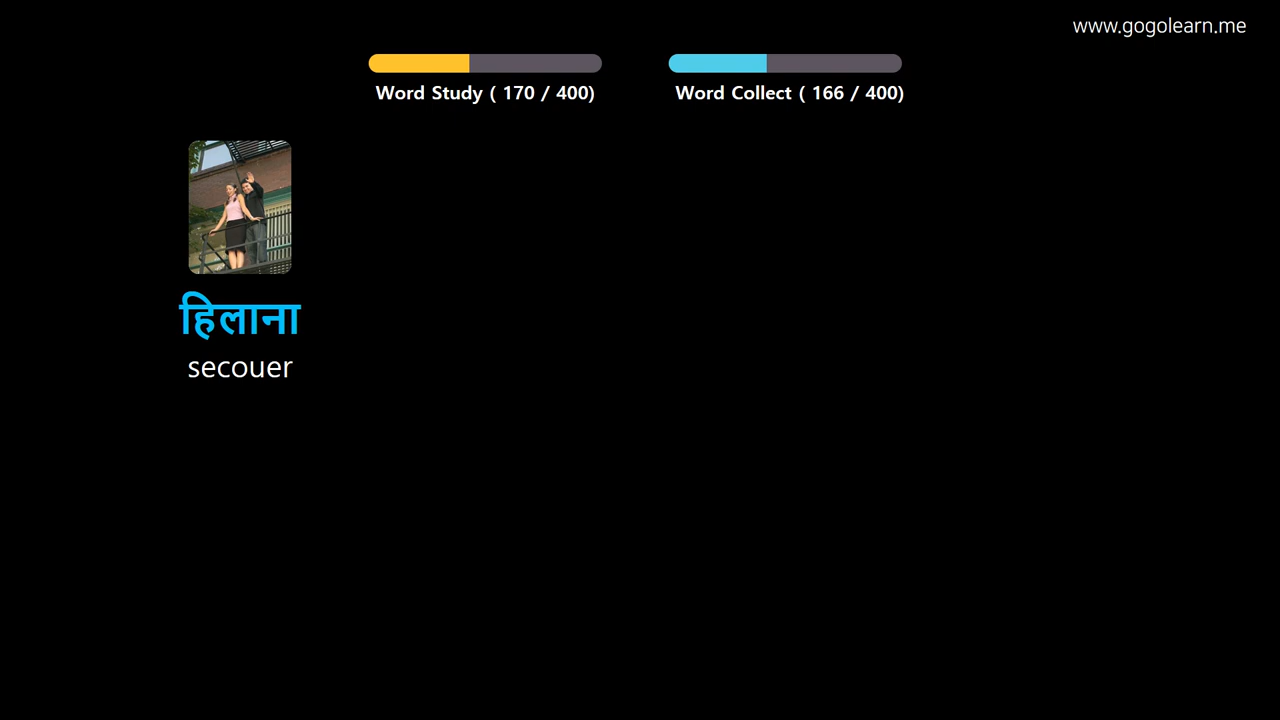 www.gogolearn.me
Word Study ( 170 / 400)
Word Collect ( 166 / 400)
हिलाना
secouer